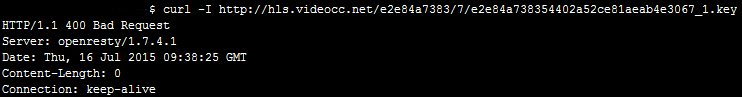 $ curl -I http://hls.videocc.net/e2e84a7383/7/e2e84a738354402a52ce81aeab4e3067_1.key
HTTP/1.1 400 Bad Request
Server: openresty/1.7.4.1
Date: Thu, 16 Jul 2015 09:38:25 GMT
Content-Length: 0
Connection: keep-alive